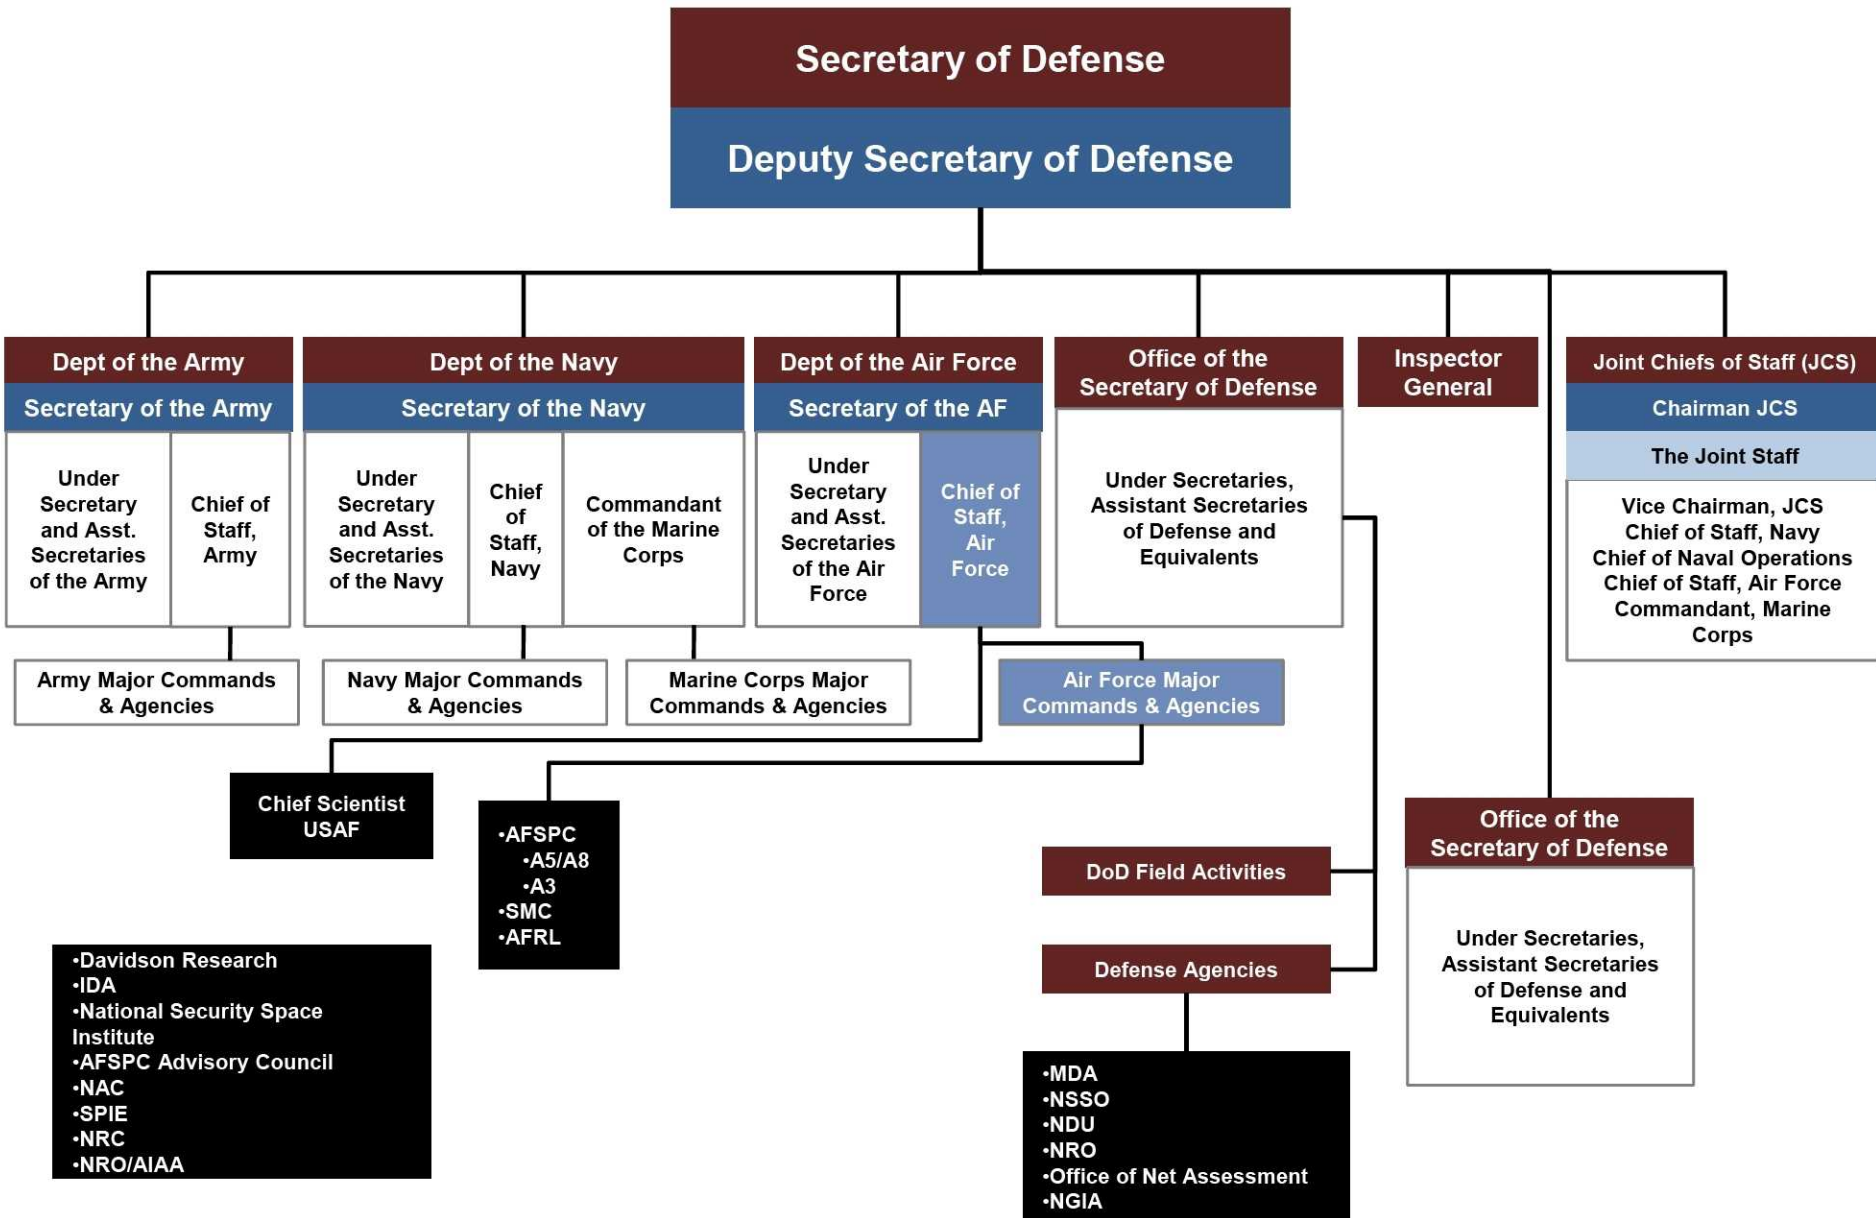 Secretary of Defense
Deputy Secretary of Defense
Dept of the Army
Secretary of the Army
Under
Secretary
and Asst.
Secretaries
of the Army
Chief of
Staff,
Army
Army Major Commands
& Agencies
Dept of the Navy
Secretary of the Navy
Under
Secretary
and Asst.
Secretaries
of the Navy
Chief
of
Staff,
Navy
Commandant
of the Marine
Corps
Navy Major Commands
& Agencies
Marine Corps Major
Commands & Agencies
Dept of the Air Force
Secretary of the AF
Under
Secretary
and Asst.
Secretaries
of the Air
Force
Chief of
Staff,
Air
Force
Air Force Major
Commands & Agencies
Office of the
Secretary of Defense
Under Secretaries,
Assistant Secretaries
of Defense and
Equivalents
Inspector
General
Joint Chiefs of Staff (JCS)
Chairman JCS
The Joint Staff
Vice Chairman, JCS
Chief of Staff, Navy
Chief of Naval Operations
Chief of Staff, Air Force
Commandant, Marine
Corps
Chief Scientist
USAF
•AFSPC
•A5/A8
•A3
•SMC
•AFRL
•Davidson Research
•IDA
•National Security Space
Institute
•AFSPC Advisory Council
•NAC
•SPIE
•NRC
•NRO/AIAA
DoD Field Activities
Defense Agencies
•MDA
•NSSO
•NDU
•NRO
•Office of Net Assessment
•NGIA
Office of the
Secretary of Defense
Under Secretaries,
Assistant Secretaries
of Defense and
Equivalents